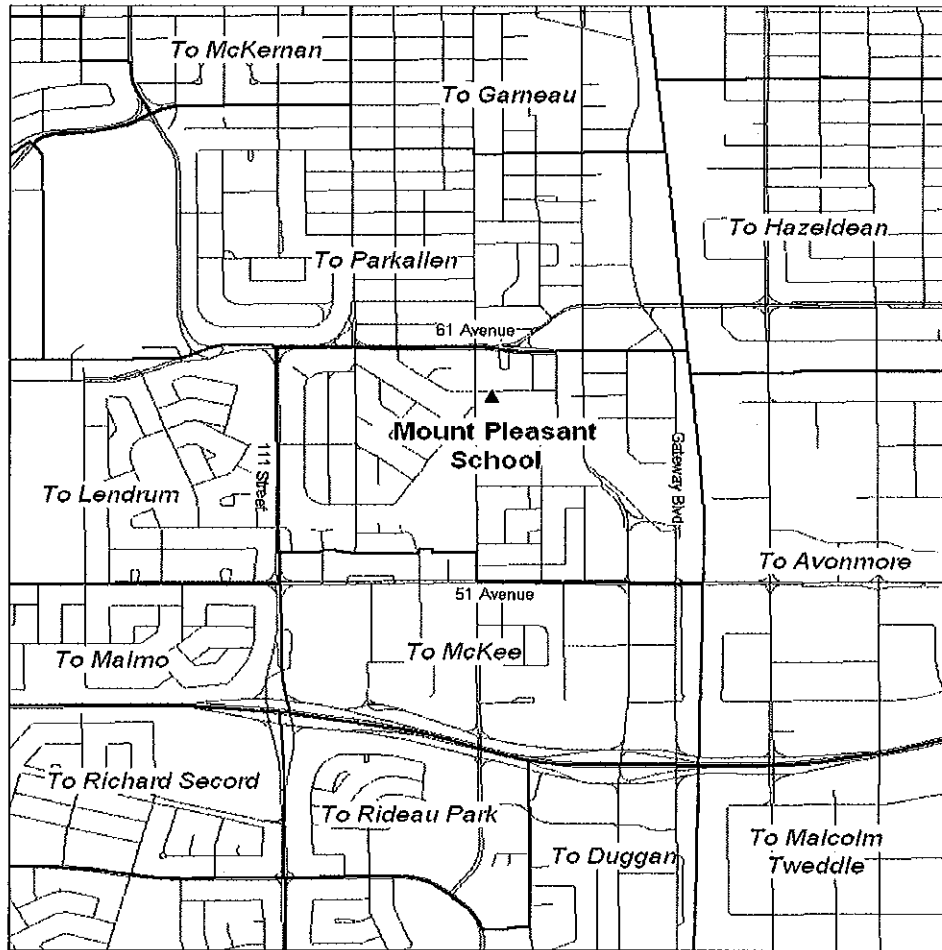 To McKernan
To Garneau
To Hazeldean
To Parkallen
61 Avenue
Mount Pleasant
School
111 Street
Gateway Blvd
To Lendrum
To Avonmore
51 Avenue
To Malmo
To McKee
To Richard Secord
To Rideau Park
To Duggan
To Malcolm
Tweddle